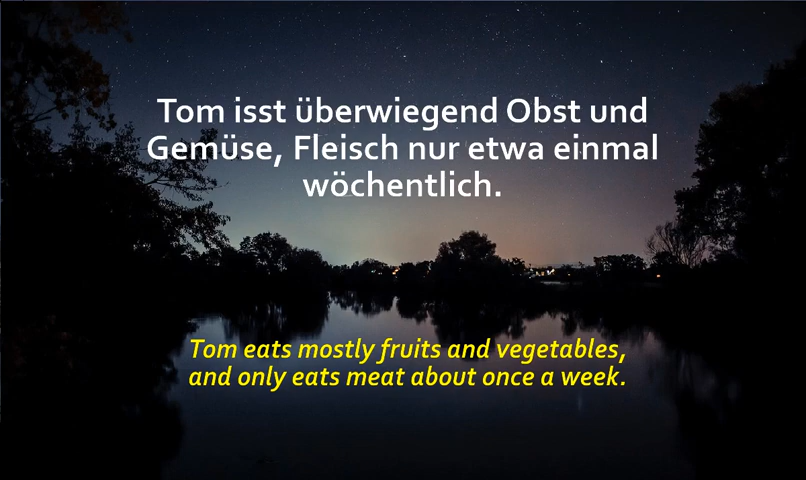 Tom isst überwiegend Obst und
Gemüse, Fleisch nur etwa einmal
wöchentlich.
Tom eats mostly fruits and vegetables,
and only eats meat about once a week.